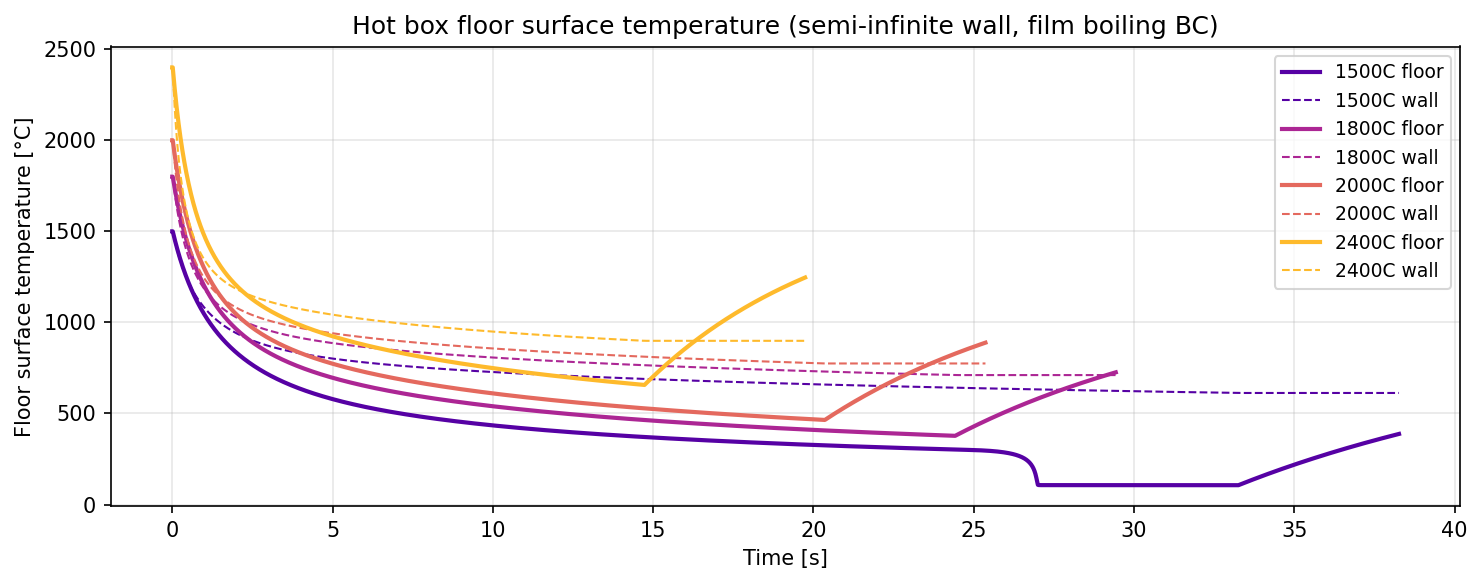 Hot box floor surface temperature (semi-infinite wall, film boiling BC)
Floor surface temperature [°C]
2500
2000
1500
1000
500
0
1500C floor
1500C wall
1800C floor
1800C wall
2000C floor
2000C wall
2400C floor
2400C wall
0 5 10 15 20 25 30 35 40
Time [s]